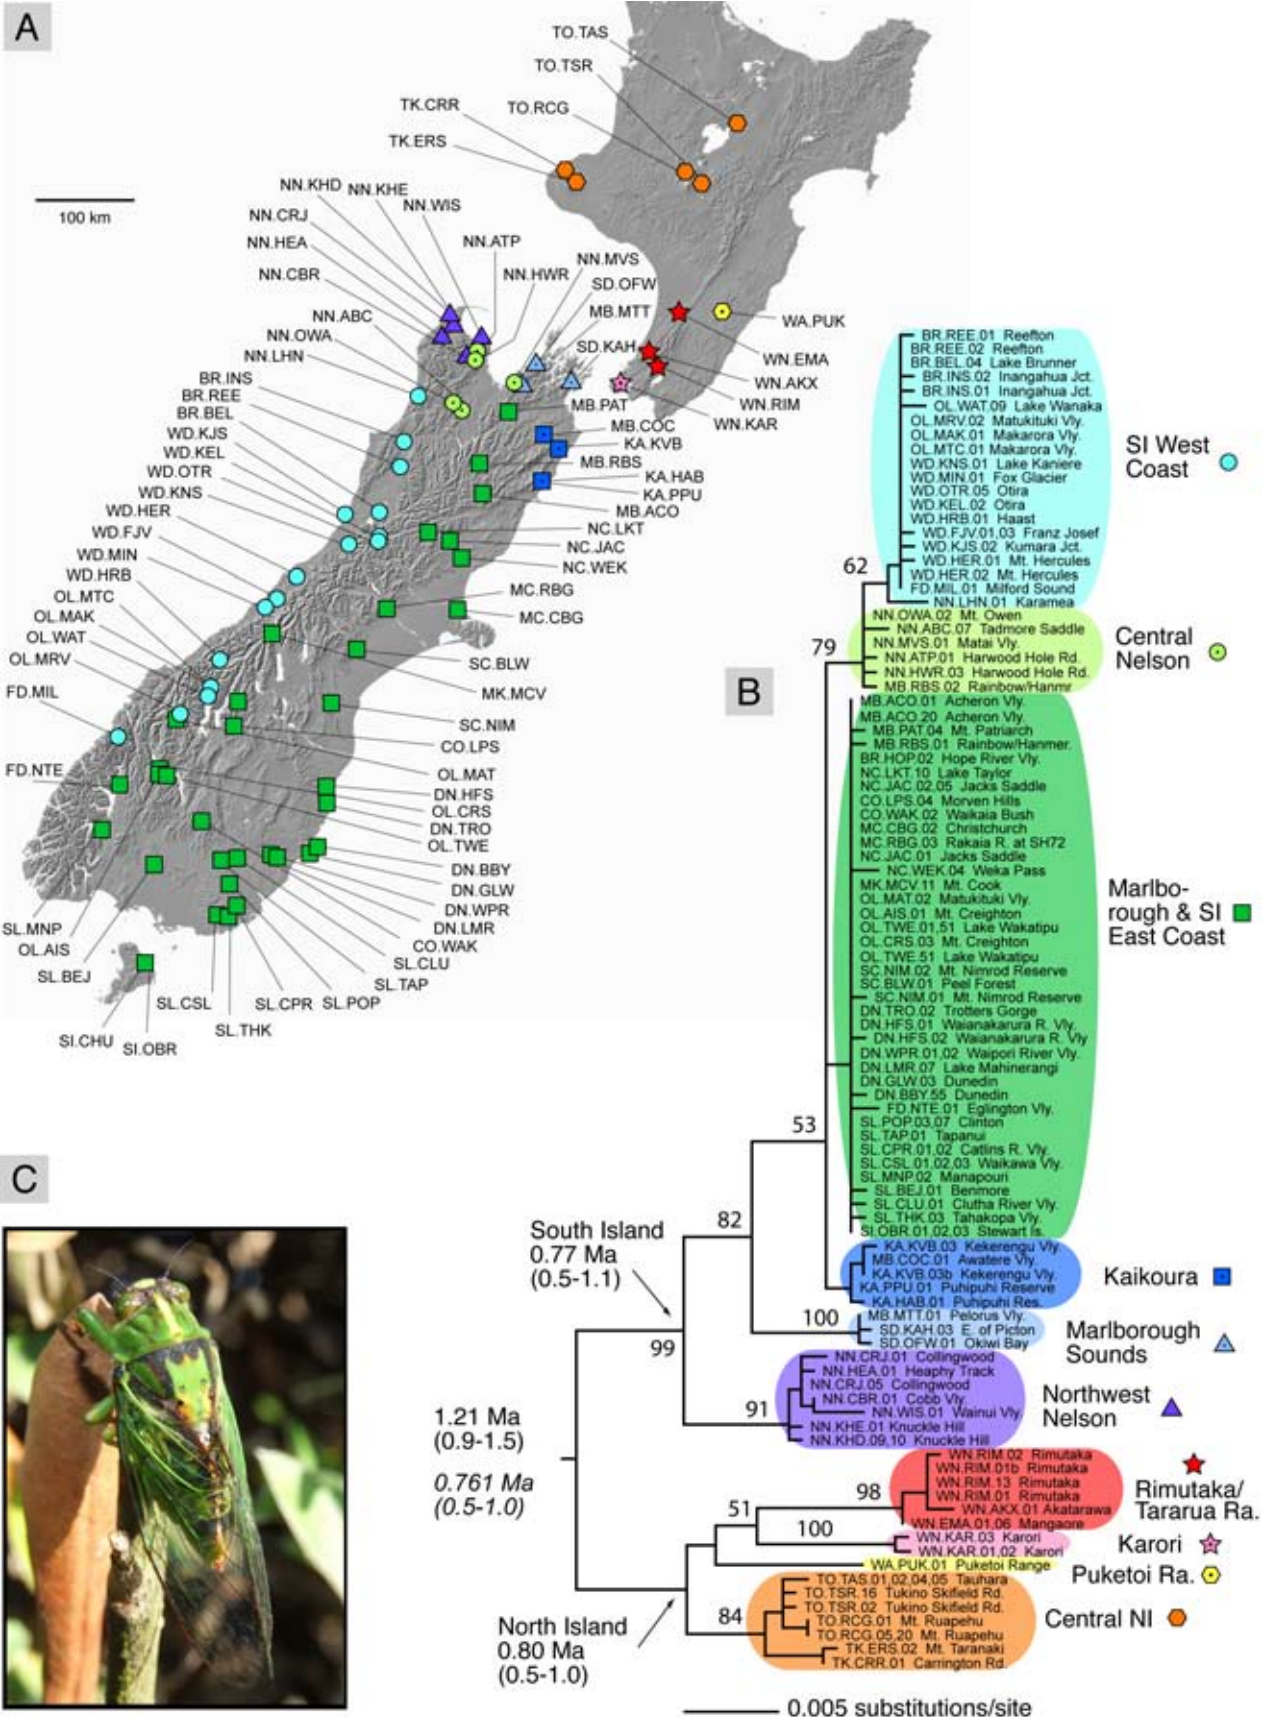 A
TO.TAS
TO.TSR
TO.RCG
TK.CRR
TK.ERS
100 km
NN.KHD
NN.KHE
NN.WIS
NN.CRJ
NN.HEA
NN.CBR
NN.ATP
NN.HWR
NN.MVS
SD.OFW
MB.MTT
NN.ABC
NN.OWA
NN.LHN
SD.KAH
WA.PUK
WN.EMA
WN.AKX
WN.RIM
WN.KAR
BR.INS
BR.REE
BR.BEL
WD.KJS
WD.KEL
WD.OTR
WD.KNS
WD.HER
WD.FJV
WD.MIN
WD.HRB
OL.MTC
OL.MAK
OL.WAT
OL.MRV
FD.MIL
FD.NTE
MB.PAT
MB.COC
KA.KVB
MB.RBS
KA.HAB
KA.PPU
MB.ACO
NC.LKT
NC.JAC
NC.WEK
MC.RBG
MC.CBG
SC.BLW
MK.MCV
SC.NIM
CO.LPS
OL.MAT
DN.HFS
OL.CRS
DN.TRO
OL.TWE
DN.BBY
DN.GLW
DN.WPR
DN.LMR
CO.WAK
SL.CLU
SL.TAP
SL.POP
SL.CPR
SL.THK
SL.CSL
SL.MNP
OL.AIS
SL.BEJ
SI.CHU
SI.OBR
B
BR.REE.01 Reefton
BR.REE.02 Reefton
BR.BEL.04 Lake Brunner
BR.INS.02 Inangahua Jct.
BR.INS.01 Inangahua Jct.
OL.WAT.09 Lake Wanaka
OL.MRV.02 Matukituki Vly.
OL.MAK.01 Makarora Vly.
OL.MTC.01 Makarora Vly.
WD.KNS.01 Lake Kaniere
WD.MIN.01 Fox Glacier
WD.OTR.05 Otira
WD.KEL.02 Otira
WD.HRB.01 Haast
WD.FJV.01,03 Franz Josef
WD.KJS.02 Kumara Jct.
WD.HER.01 Mt. Hercules
WD.HER.02 Mt. Hercules
FD.MIL.01 Milford Sound
NN.LHN.01 Karamea
SI West
Coast
62
NN.OWA.02 Mt. Owen
NN.ABC.07 Tadmore Saddle
NN.MVS.01 Matai Vly.
NN.ATP.01 Harwood Hole Rd.
NN.HWR.03 Harwood Hole Rd.
MB.RBS.02 Rainbow/Hanmr
Central
Nelson
79
MB.ACO.01 Acheron Vly.
MB.ACO.20 Acheron Vly.
MB.PAT.04 Mt. Patriarch
MB.RBS.01 Rainbow/Hanmer.
BR.HOP.02 Hope River Vly.
NC.LKT.10 Lake Taylor
NC.JAC.02,05 Jacks Saddle
CO.LPS.04 Morven Hills
CO.WAK.02 Waikaia Bush
MC.CBG.02 Christchurch
MC.RBG.03 Rakaia R. at SH72
NC.JAC.01 Jacks Saddle
NC.WEK.04 Weka Pass
MK.MCV.11 Mt. Cook
OL.MAT.02 Matukituki Vly.
OL.AIS.01 Mt. Creighton
OL.TWE.01,51 Lake Wakatipu
OL.CRS.03 Mt. Creighton
OL.TWE.51 Lake Wakatipu
SC.NIM.02 Mt. Nimrod Reserve
SC.BLW.01 Peel Forest
SC.NIM.01 Mt. Nimrod Reserve
DN.TRO.02 Trotters Gorge
DN.HFS.01 Waianakarura R. Vly.
DN.HFS.02 Waianakarura R. Vly
DN.WPR.01,02 Waipori River Vly.
DN.LMR.07 Lake Mahinerangi
DN.GLW.03 Dunedin
DN.BBY.55 Dunedin
FD.NTE.01 Eglington Vly.
SL.POP.03,07 Clinton
SL.TAP.01 Tapanui
SL.CPR.01,02 Catlins R. Vly.
SL.CSL.01,02,03 Waikawa Vly.
SL.MNP.02 Manapouri
SL.BEJ.01 Benmore
SL.CLU.01 Clutha River Vly.
SL.THK.03 Tahakopa Vly.
SI.OBR.01,02,03 Stewart Is.
Marlbo-
rough & SI
East Coast
53
KA.KVB.03 Kekerengu Vly.
MB.COC.01 Awatere Vly.
KA.KVB.03b Kekerengu Vly.
KA.PPU.01 Puhipuhi Reserve
KA.HAB.01 Puhipuhi Res.
Kaikoura
82
MB.MTT.01 Pelorus Vly.
SD.KAH.03 E. of Picton
SD.OFW.01 Okiwi Bay
Marlborough
Sounds
100
NN.CRJ.01 Collingwood
NN.HEA.01 Heaphy Track
NN.CRJ.05 Collingwood
NN.CBR.01 Cobb Vly.
NN.WIS.01 Wainui Vly.
NN.KHE.01 Knuckle Hill
NN.KHD.09,10 Knuckle Hill
Northwest
Nelson
91
99
South Island
0.77 Ma
(0.5-1.1)
1.21 Ma
(0.9-1.5)
0.761 Ma
(0.5-1.0)
WN.RIM.02 Rimutaka
WN.RIM.01b Rimutaka
WN.RIM.13 Rimutaka
WN.RIM.01 Rimutaka
WN.AKX.01 Akatarawa
WN.EMA.01,06 Mangaore
Rimutaka/
Tararua Ra.
98
51
100
WN.KAR.03 Karori
WN.KAR.01,02 Karori
Karori
WA.PUK.01 Puketoi Range
Puketoi Ra.
TO.TAS.01,02,04,05 Tauhara
TO.TSR.16 Tukino Skifield Rd.
TO.TSR.02 Tukino Skifield Rd.
TO.RCG.01 Mt. Ruapehu
TO.RCG.05,20 Mt. Ruapehu
TK.ERS.02 Mt. Taranaki
TK.CRR.01 Carrington Rd.
Central NI
84
North Island
0.80 Ma
(0.5-1.0)
0.005 substitutions/site
C